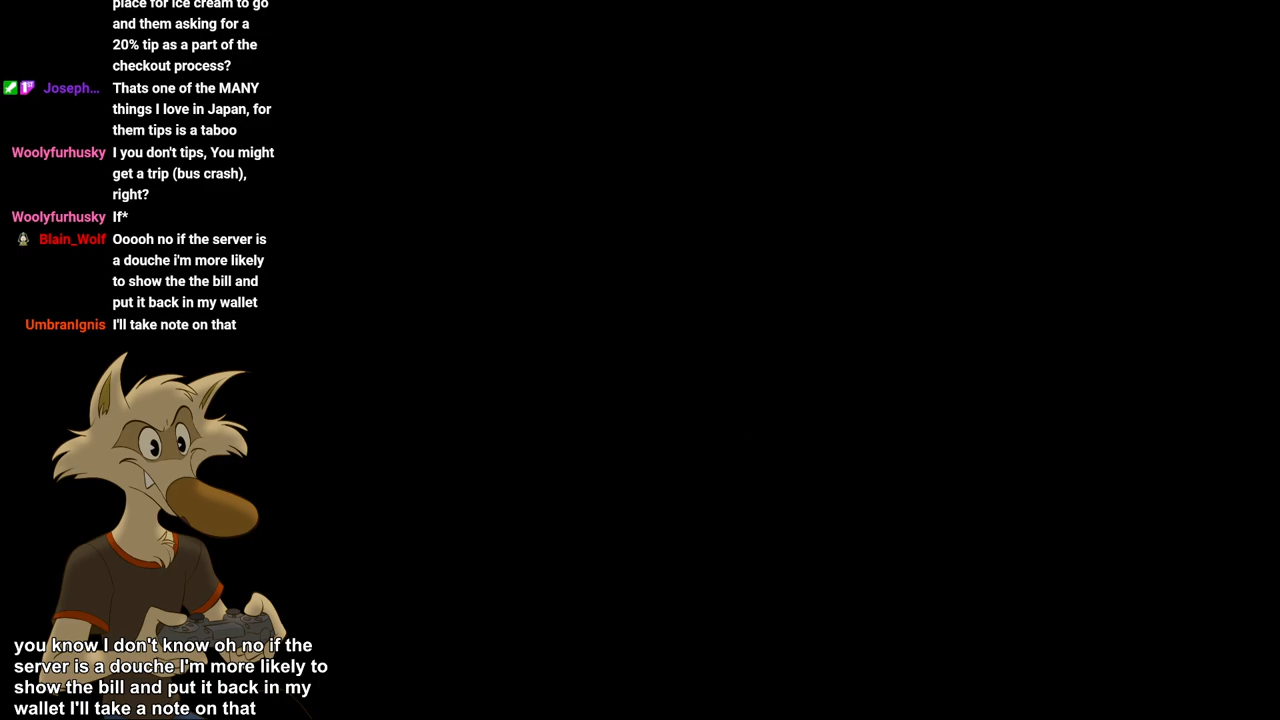 place for ice cream to go
and them asking for a
20% tip as a part of the
checkout process?
Joseph... Thats one of the MANY
things I love in Japan, for
them tips is a taboo
Woolyfurhusky I you don't tips, You might
get a trip (bus crash),
right?
Woolyfurhusky If*
Blain_Wolf Ooooh no if the server is
a douche i'm more likely
to show the the bill and
put it back in my wallet
UmbranIgnis I'll take note on that
you know I don't know oh no if the
server is a douche I'm more likely to
show the bill and put it back in my
wallet I'll take a note on that